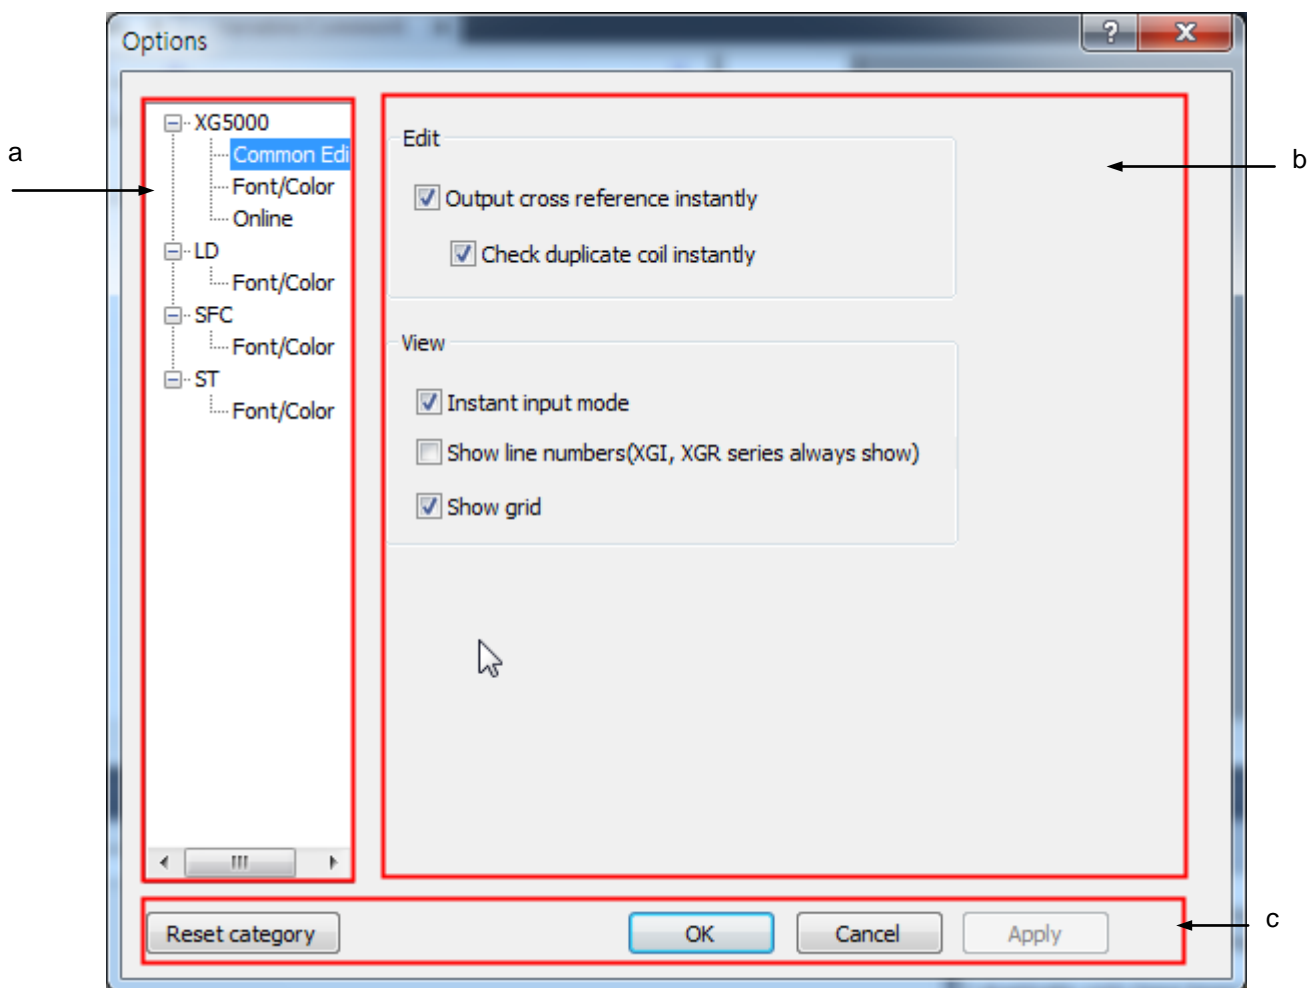 Options
?
a
b
c
XG5000
Common Edi
Font/Color
Online
LD
Font/Color
SFC
Font/Color
ST
Font/Color
Edit
Output cross reference instantly
Check duplicate coil instantly
View
Instant input mode
Show line numbers(XGI, XGR series always show)
Show grid
Reset category
OK
Cancel
Apply